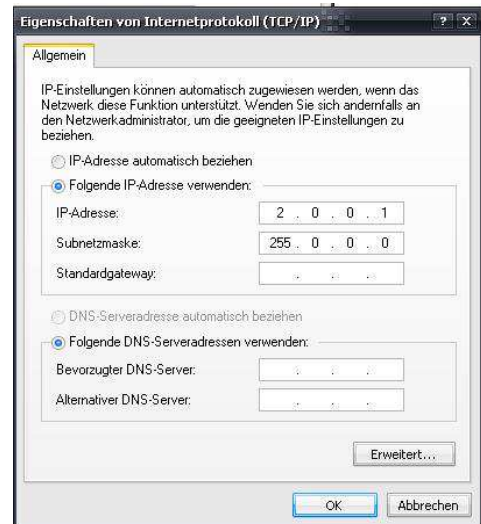 Eigenschaften von Internetprotokoll (TCP/IP)
Allgemein
IP-Einstellungen können automatisch zugewiesen werden, wenn das
Netzwerk diese Funktion unterstützt. Wenden Sie sich andernfalls an
den Netzwerkadministrator, um die geeigneten IP-Einstellungen zu
beziehen.
IP-Adresse automatisch beziehen
Folgende IP-Adresse verwenden:
IP-Adresse: 2 . 0 . 0 . 1
Subnetzmaske: 255 . 0 . 0 . 0
Standardgateway: . . .
DNS-Serveradresse automatisch beziehen
Folgende DNS-Serveradressen verwenden:
Bevorzugter DNS-Server: . . .
Alternativer DNS-Server: . . .
Erweitert...
OK Abbrechen